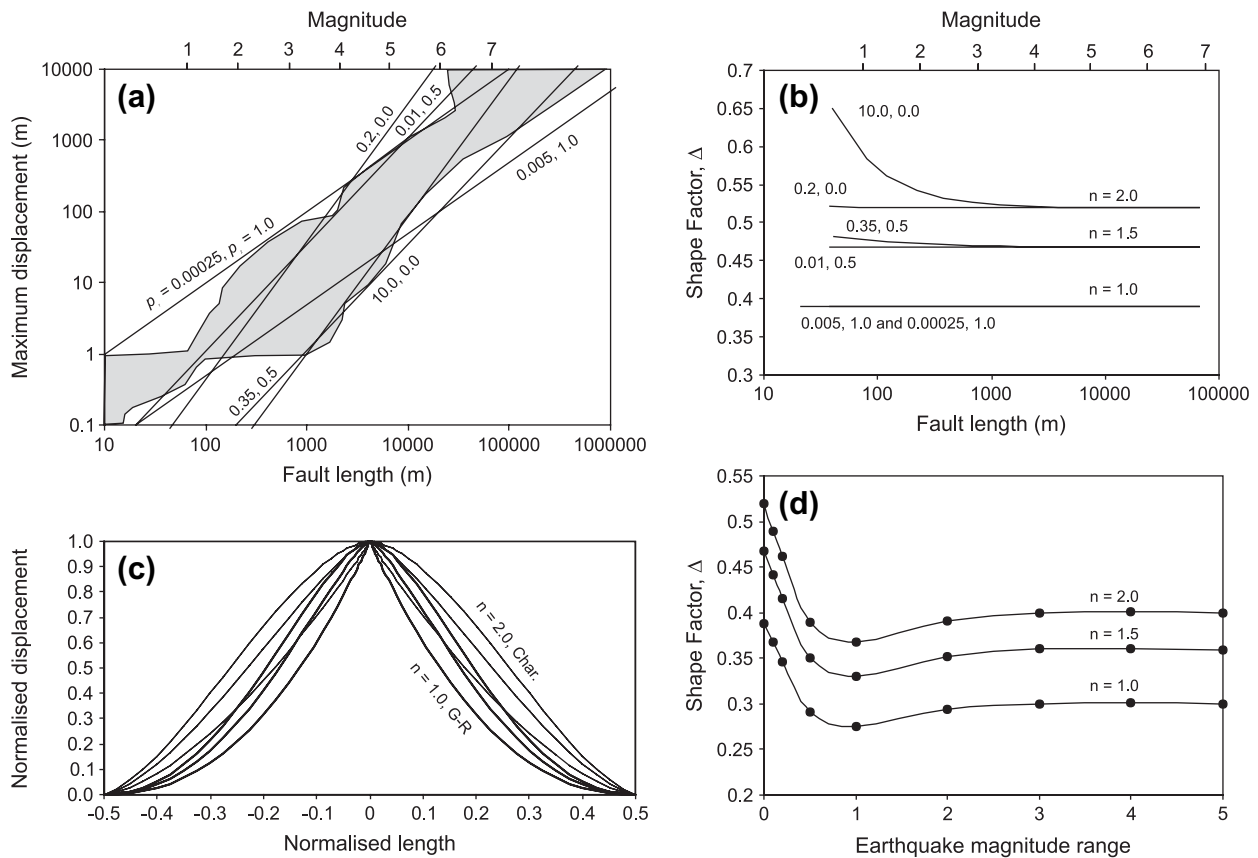 Magnitude
1 2 3 4 5 6 7
(a)
10000
1000
100
10
1
0.1
Maximum displacement (m)
0.2, 0.0
0.01, 0.5
0.005, 1.0
= 0.00025, = 1.0
10.0, 0.0
0.35, 0.5
10 100 1000 10000 100000 1000000
Fault length (m)
Magnitude
1 2 3 4 5 6 7
(b)
0.7
0.65
0.6
0.55
0.5
0.45
0.4
0.35
0.3
Shape Factor, Δ
10.0, 0.0
0.2, 0.0
n = 2.0
0.35, 0.5
n = 1.5
0.01, 0.5
n = 1.0
0.005, 1.0 and 0.00025, 1.0
10 100 1000 10000 100000
Fault length (m)
(c)
1.0
0.9
0.8
0.7
0.6
0.5
0.4
0.3
0.2
0.1
0.0
Normalised displacement
n = 2.0, Char.
n = 1.0, G-R
-0.5 -0.4 -0.3 -0.2 -0.1 0 0.1 0.2 0.3 0.4 0.5
Normalised length
(d)
0.55
0.5
0.45
0.4
0.35
0.3
0.25
0.2
Shape Factor, Δ
n = 2.0
n = 1.5
n = 1.0
0 1 2 3 4 5
Earthquake magnitude range